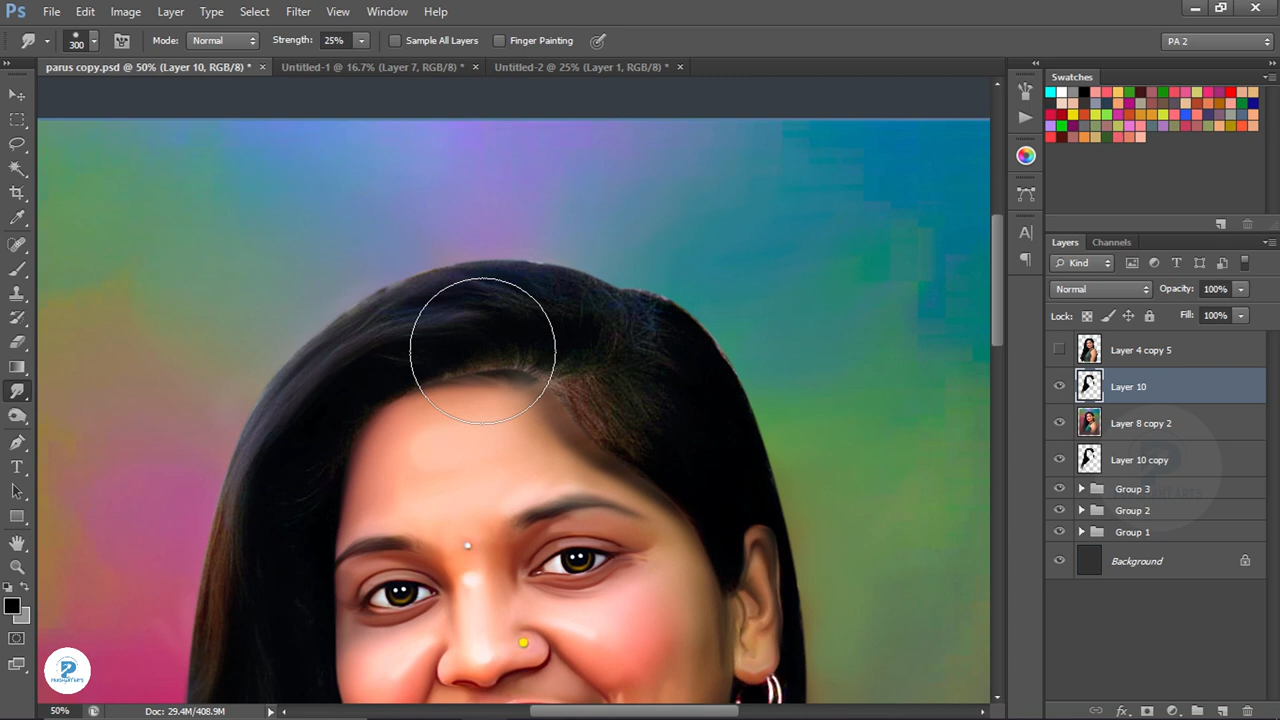 Ps File Edit Image Layer Type Select Filter View Window Help
300 Mode: Normal Strength: 25% Sample All Layers Finger Painting PA 2
parus copy.psd @ 50% (Layer 10, RGB/8) * × Untitled-1 @ 16.7% (Layer 7, RGB/8) * × Untitled-2 @ 25% (Layer 1, RGB/8) * ×
Swatches
Layers Channels
Kind
Normal Opacity: 100%
Lock: Fill: 100%
Layer 4 copy 5
Layer 10
Layer 8 copy 2
Layer 10 copy
Group 3
Group 2
Group 1
Background
50% Doc: 29.4M/408.9M